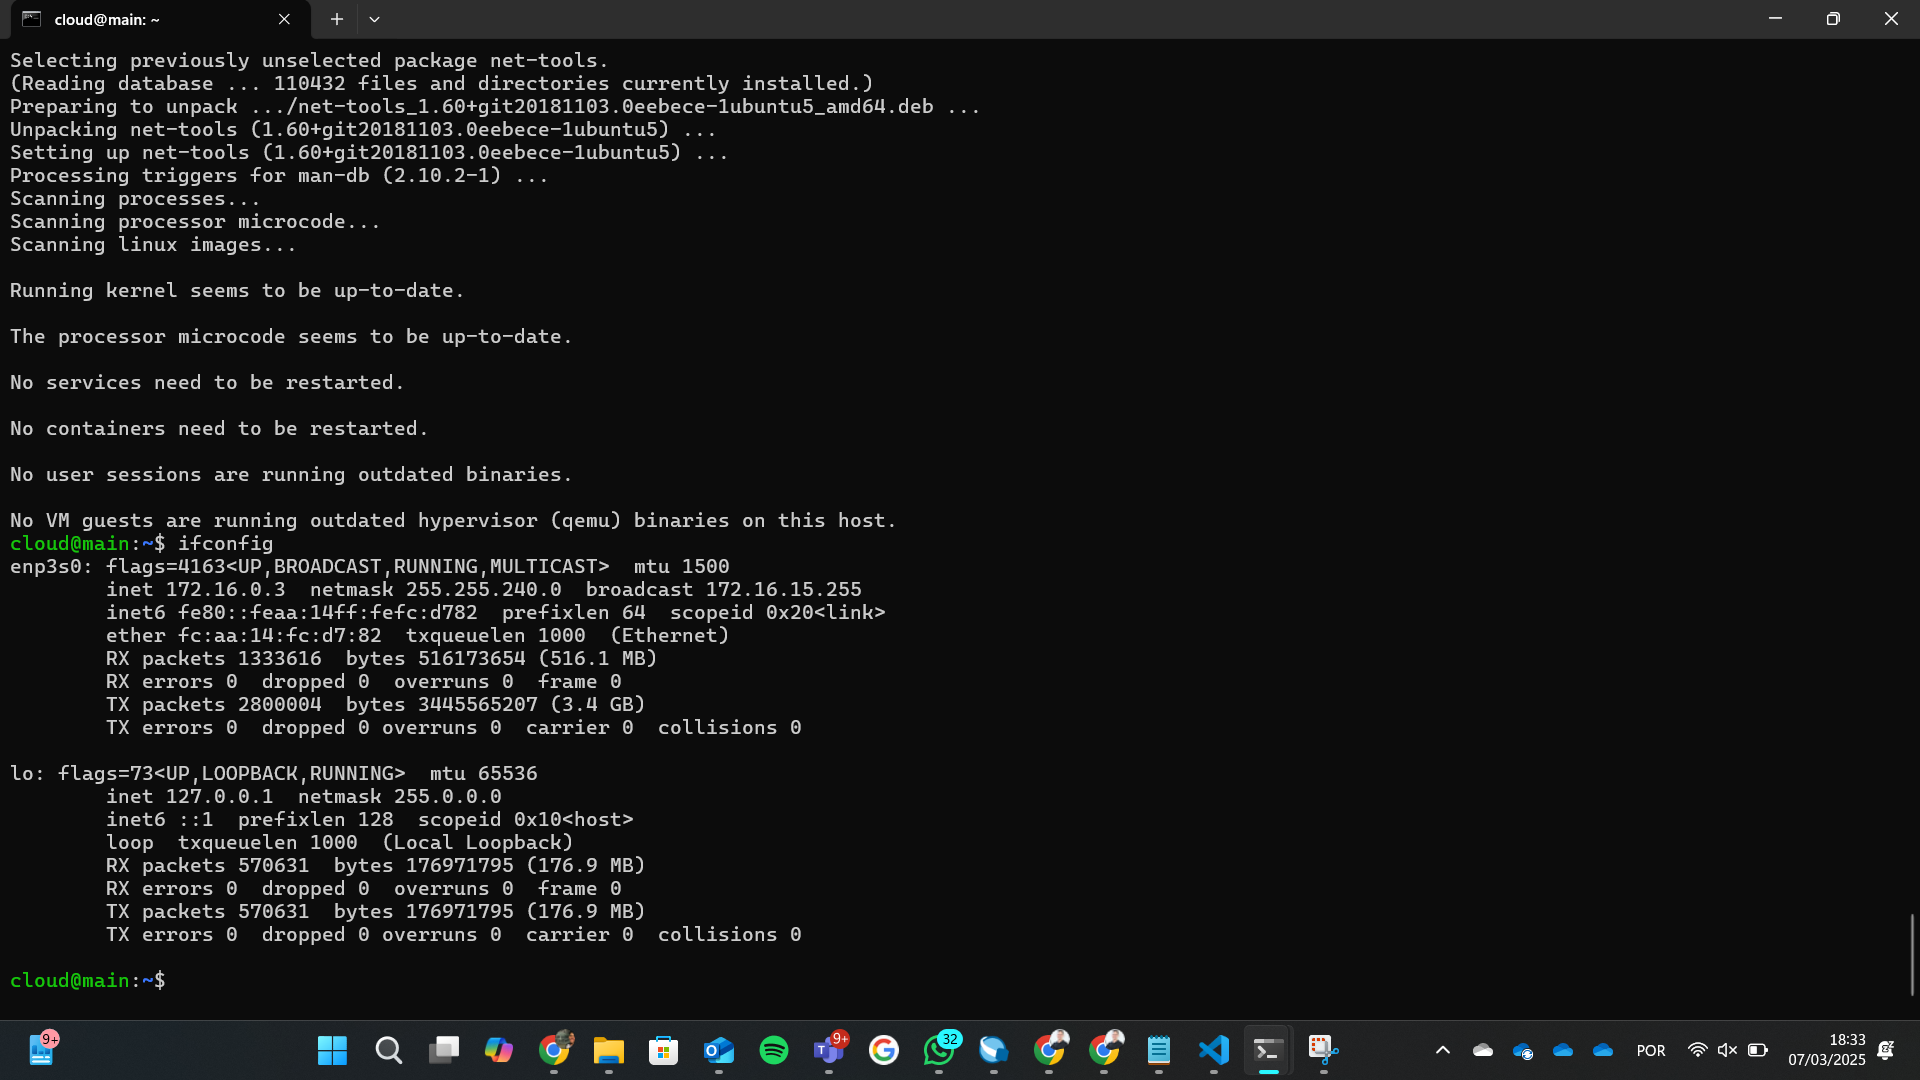 cloud@main: ~
Selecting previously unselected package net-tools.
(Reading database ... 110432 files and directories currently installed.)
Preparing to unpack .../net-tools_1.60+git20181103.0eebece-1ubuntu5_amd64.deb ...
Unpacking net-tools (1.60+git20181103.0eebece-1ubuntu5) ...
Setting up net-tools (1.60+git20181103.0eebece-1ubuntu5) ...
Processing triggers for man-db (2.10.2-1) ...
Scanning processes...
Scanning processor microcode...
Scanning linux images...
Running kernel seems to be up-to-date.
The processor microcode seems to be up-to-date.
No services need to be restarted.
No containers need to be restarted.
No user sessions are running outdated binaries.
No VM guests are running outdated hypervisor (qemu) binaries on this host.
cloud@main:~$ ifconfig
enp3s0: flags=4163<UP,BROADCAST,RUNNING,MULTICAST>  mtu 1500
        inet 172.16.0.3  netmask 255.255.240.0  broadcast 172.16.15.255
        inet6 fe80::feaa:14ff:fefc:d782  prefixlen 64  scopeid 0x20<link>
        ether fc:aa:14:fc:d7:82  txqueuelen 1000  (Ethernet)
        RX packets 1333616  bytes 516173654 (516.1 MB)
        RX errors 0  dropped 0  overruns 0  frame 0
        TX packets 2800004  bytes 3445565207 (3.4 GB)
        TX errors 0  dropped 0 overruns 0  carrier 0  collisions 0
lo: flags=73<UP,LOOPBACK,RUNNING>  mtu 65536
        inet 127.0.0.1  netmask 255.0.0.0
        inet6 ::1  prefixlen 128  scopeid 0x10<host>
        loop  txqueuelen 1000  (Local Loopback)
        RX packets 570631  bytes 176971795 (176.9 MB)
        RX errors 0  dropped 0  overruns 0  frame 0
        TX packets 570631  bytes 176971795 (176.9 MB)
        TX errors 0  dropped 0 overruns 0  carrier 0  collisions 0
cloud@main:~$
9+
9+
32
POR
18:33
07/03/2025